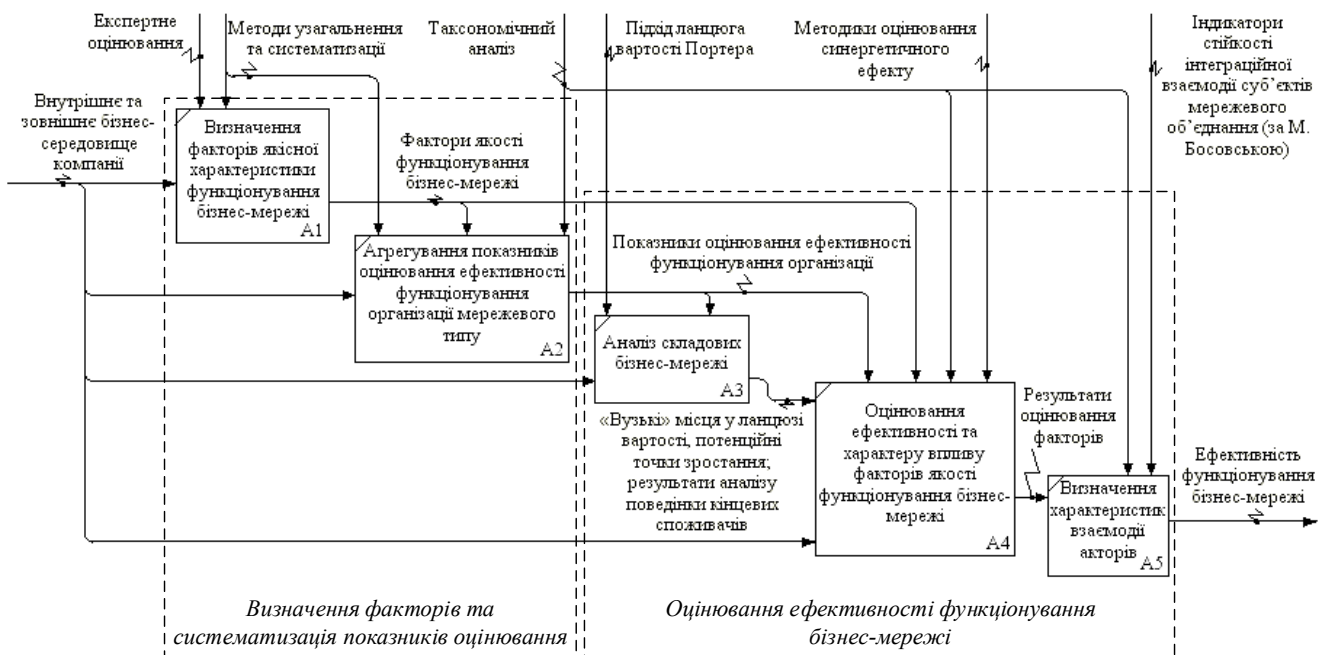 Експертне
оцінювання
Методи узагальнення
та систематизації
Таксономічний
аналіз
Підхід ланцюга
вартості Портера
Методики оцінювання
синергетичного
ефекту
Індикатори
стійкості
інтеграційної
взаємодії суб’єктів
мережевого
об’єднання (за М.
Босовською)
Внутрішнє та
зовнішнє бізнес-
середовище
компанії
Визначення
факторів якісної
характеристики
функціонування
бізнес-мережі
A1
Фактори якості
функціонування
бізнес-мережі
Агрегування показників
оцінювання ефективності
функціонування
організації мережевого
типу
A2
Показники оцінювання ефективності
функціонування організації
Аналіз складових
бізнес-мережі
A3
«Вузькі» місця у ланцюзі
вартості, потенційні
точки зростання;
результати аналізу
поведінки кінцевих
споживачів
Оцінювання
ефективності та
характеру впливу
факторів якості
функціонування бізнес-
мережі
A4
Результати
оцінювання
факторів
Визначення
характеристик
взаємодії
акторів
A5
Ефективність
функціонування
бізнес-мережі
Визначення факторів та
систематизація показників оцінювання
Оцінювання ефективності функціонування
бізнес-мережі